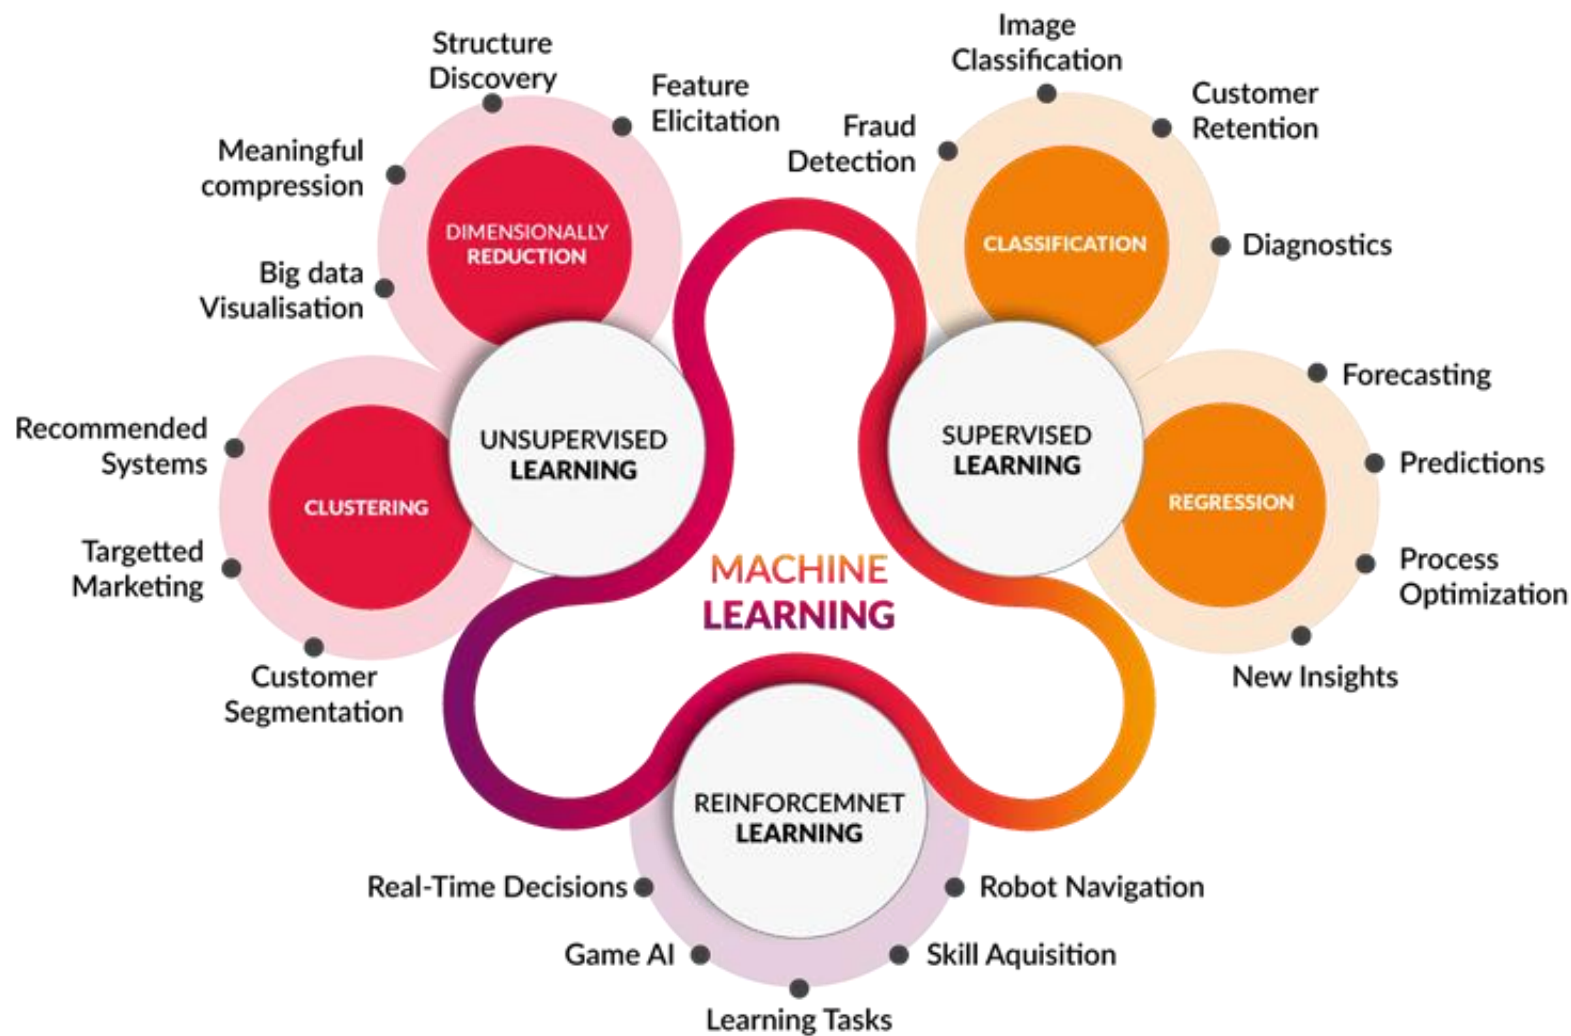 Structure
Discovery
Feature
Elicitation
Meaningful
compression
Big data
Visualisation
DIMENSIONALLY
REDUCTION
Recommended
Systems
Targetted
Marketing
Customer
Segmentation
CLUSTERING
UNSUPERVISED
LEARNING
Image
Classification
Fraud
Detection
Customer
Retention
Diagnostics
CLASSIFICATION
Forecasting
Predictions
Process
Optimization
New Insights
REGRESSION
SUPERVISED
LEARNING
MACHINE
LEARNING
REINFORCEMNET
LEARNING
Real-Time Decisions
Game AI
Learning Tasks
Skill Aquisition
Robot Navigation